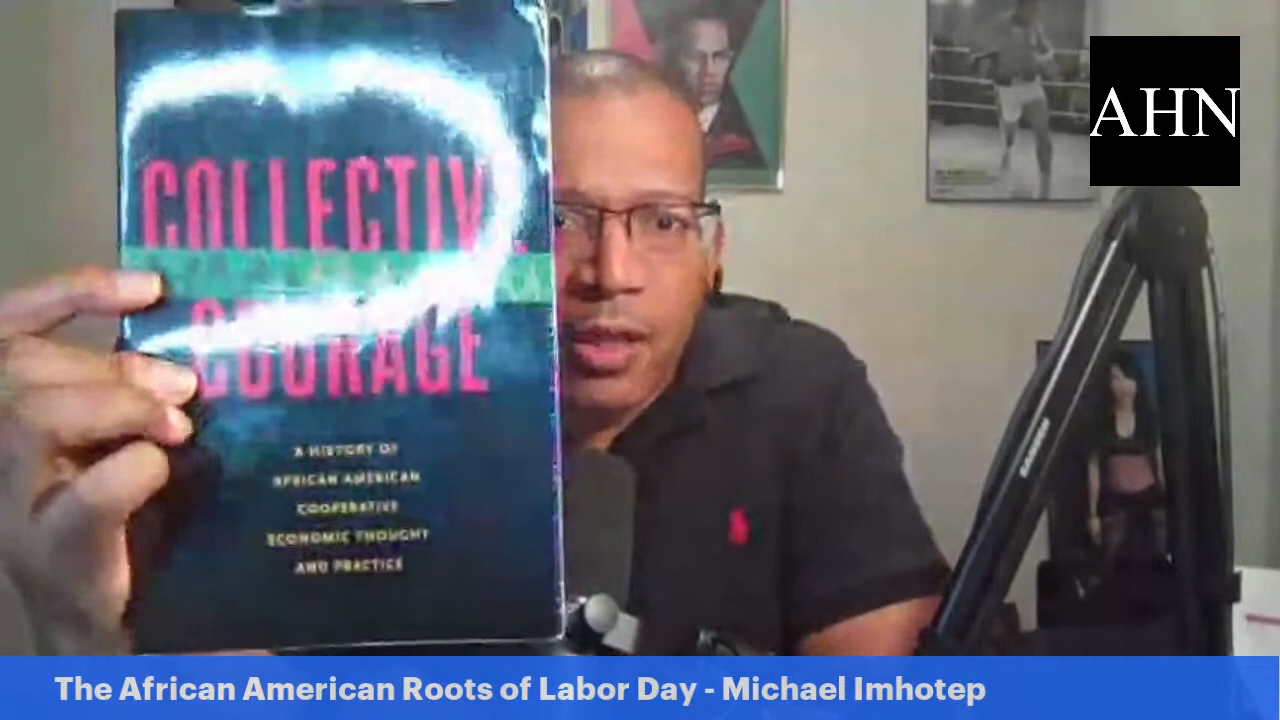 COLLECTIV
COURAGE
A HISTORY OF
AFRICAN AMERICAN
COOPERATIVE
ECONOMIC THOUGHT
AND PRACTICE
AHN
The African American Roots of Labor Day - Michael Imhotep